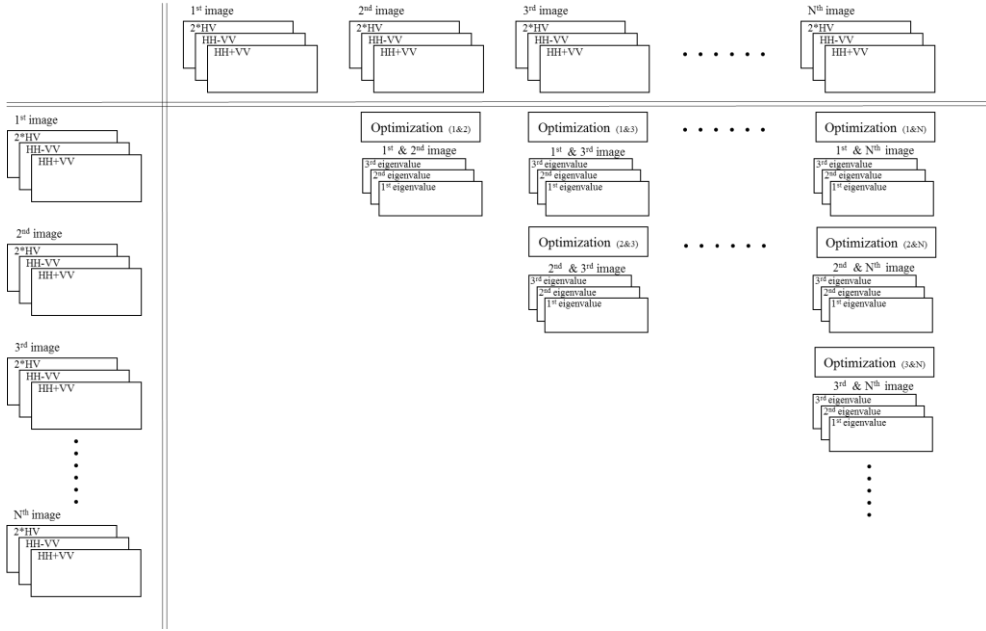 1st image
2nd image
3rd image
Nth image
2*HV
HH-VV
HH+VV
2*HV
HH-VV
HH+VV
2*HV
HH-VV
HH+VV
2*HV
HH-VV
HH+VV
1st image
2*HV
HH-VV
HH+VV
Optimization (1&2)
1st & 2nd image
3rd eigenvalue
2nd eigenvalue
1st eigenvalue
Optimization (1&3)
1st & 3rd image
3rd eigenvalue
2nd eigenvalue
1st eigenvalue
Optimization (1&N)
1st & Nth image
3rd eigenvalue
2nd eigenvalue
1st eigenvalue
2nd image
2*HV
HH-VV
HH+VV
Optimization (2&3)
2nd & 3rd image
3rd eigenvalue
2nd eigenvalue
1st eigenvalue
Optimization (2&N)
2nd & Nth image
3rd eigenvalue
2nd eigenvalue
1st eigenvalue
3rd image
2*HV
HH-VV
HH+VV
Optimization (3&N)
3rd & Nth image
3rd eigenvalue
2nd eigenvalue
1st eigenvalue
Nth image
2*HV
HH-VV
HH+VV